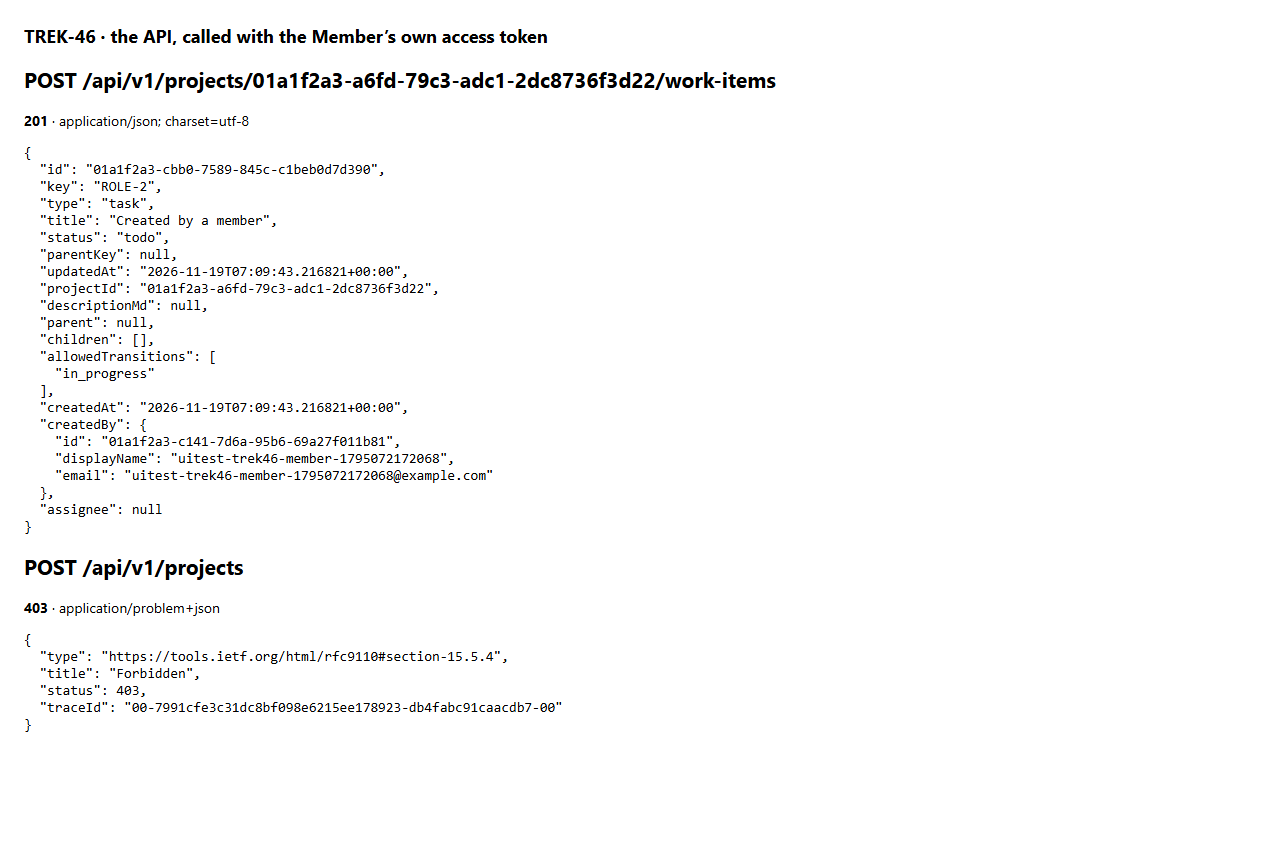 TREK-46 · the API, called with the Member’s own access token
POST /api/v1/projects/01a1f2a3-a6fd-79c3-adc1-2dc8736f3d22/work-items
201 · application/json; charset=utf-8
{
  "id": "01a1f2a3-cbb0-7589-845c-c1beb0d7d390",
  "key": "ROLE-2",
  "type": "task",
  "title": "Created by a member",
  "status": "todo",
  "parentKey": null,
  "updatedAt": "2026-11-19T07:09:43.216821+00:00",
  "projectId": "01a1f2a3-a6fd-79c3-adc1-2dc8736f3d22",
  "descriptionMd": null,
  "parent": null,
  "children": [],
  "allowedTransitions": [
    "in_progress"
  ],
  "createdAt": "2026-11-19T07:09:43.216821+00:00",
  "createdBy": {
    "id": "01a1f2a3-c141-7d6a-95b6-69a27f011b81",
    "displayName": "uitest-trek46-member-1795072172068",
    "email": "uitest-trek46-member-1795072172068@example.com"
  },
  "assignee": null
}
POST /api/v1/projects
403 · application/problem+json
{
  "type": "https://tools.ietf.org/html/rfc9110#section-15.5.4",
  "title": "Forbidden",
  "status": 403,
  "traceId": "00-7991cfe3c31dc8bf098e6215ee178923-db4fabc91caacdb7-00"
}